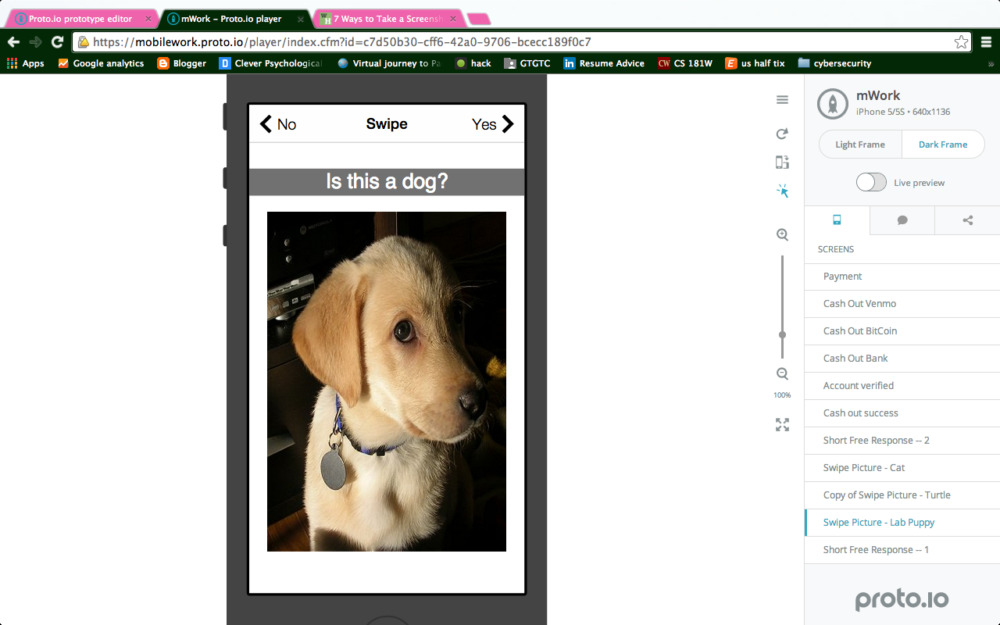 Proto.io prototype editor
mWork – Proto.io player
7 Ways to Take a Screensh
https://mobilework.proto.io/player/index.cfm?id=c7d50b30-cff6-42a0-9706-bcecc189f0c7
Apps
Google analytics
Blogger
Clever Psychological
Virtual journey to Pa
hack
GTGTC
Resume Advice
CS 181W
us half tix
cybersecurity
No
Swipe
Yes
Is this a dog?
mWork
iPhone 5/5S • 640x1136
Light Frame
Dark Frame
Live preview
100%
SCREENS
Payment
Cash Out Venmo
Cash Out BitCoin
Cash Out Bank
Account verified
Cash out success
Short Free Response -- 2
Swipe Picture - Cat
Copy of Swipe Picture - Turtle
Swipe Picture - Lab Puppy
Short Free Response -- 1
proto.io